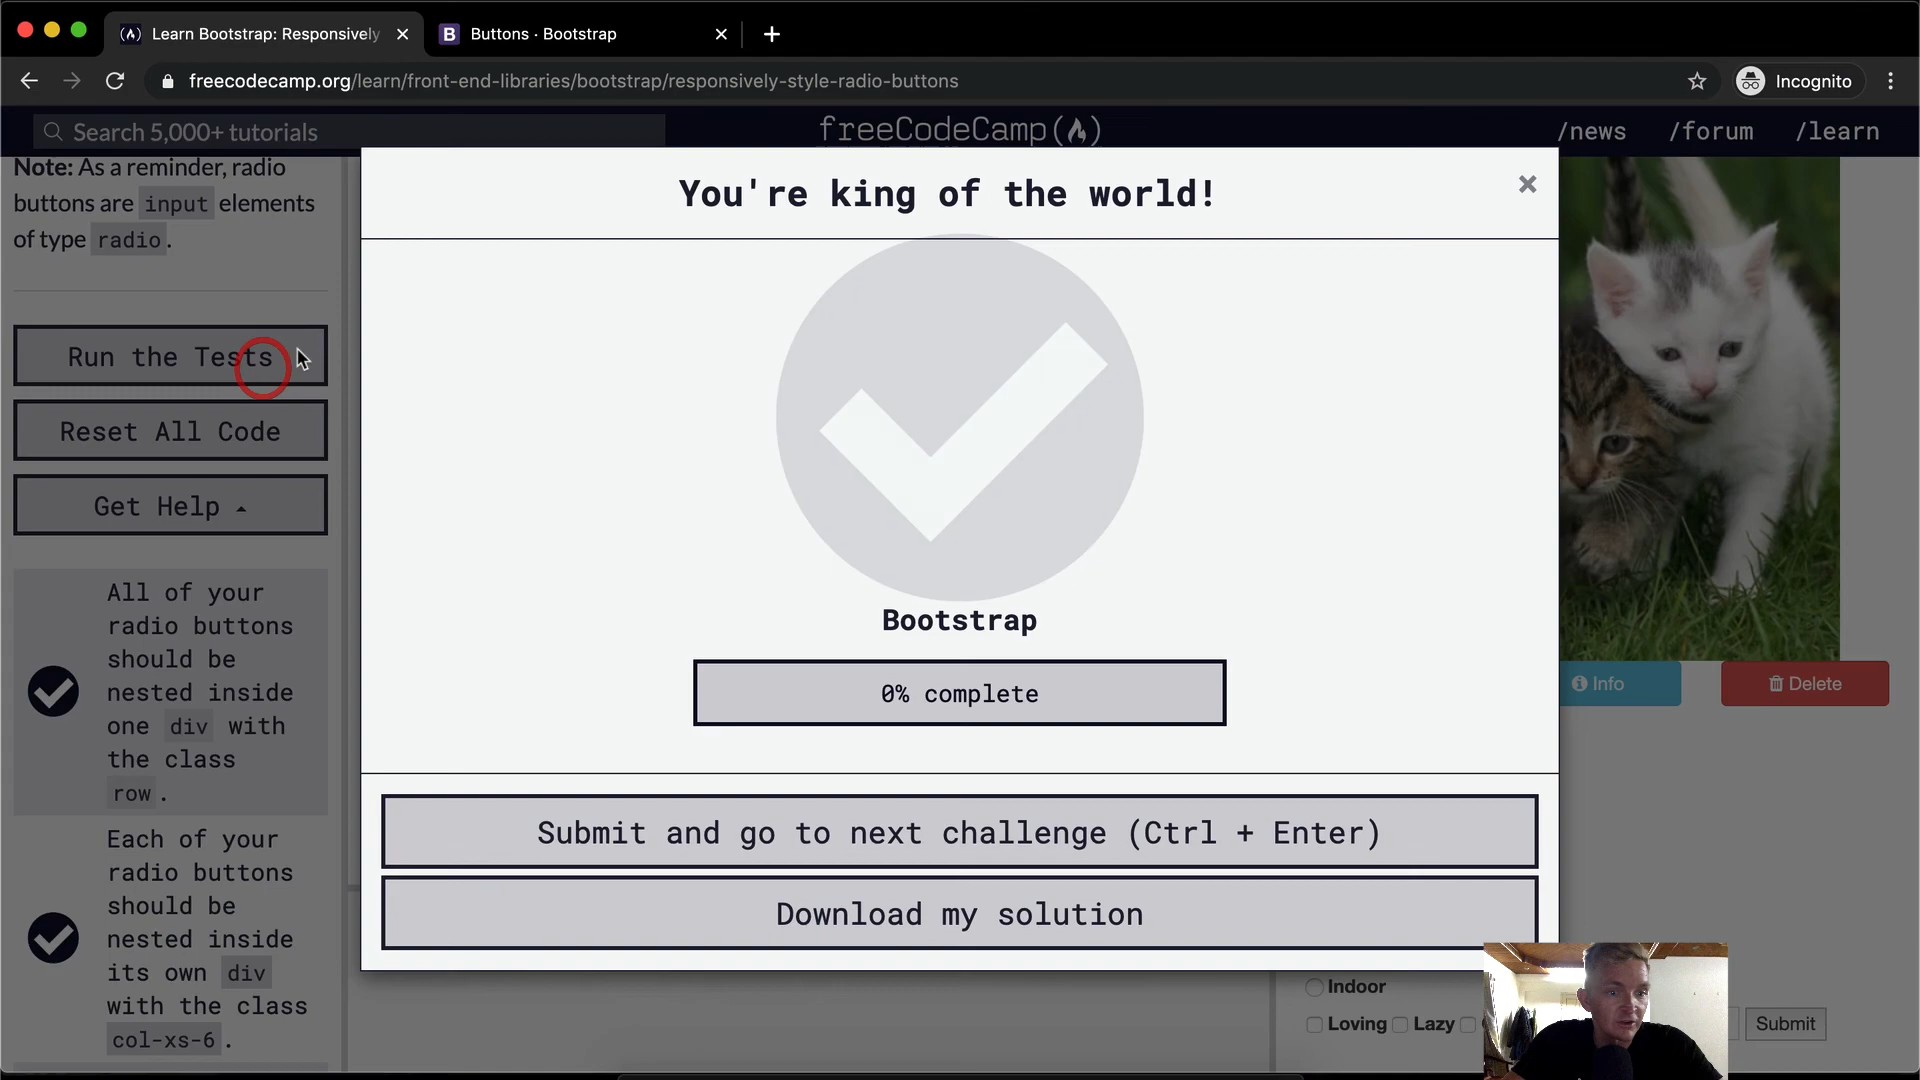 Learn Bootstrap: Responsively
Buttons · Bootstrap
freecodecamp.org/learn/front-end-libraries/bootstrap/responsively-style-radio-buttons
Incognito
Search 5,000+ tutorials
freeCodeCamp
/news
/forum
/learn
Note: As a reminder, radio
buttons are input elements
of type radio.
Run the Tests
Reset All Code
Get Help
All of your
radio buttons
should be
nested inside
one div with
the class
row.
Each of your
radio buttons
should be
nested inside
its own div
with the class
col-xs-6.
You're king of the world!
×
Bootstrap
0% complete
Submit and go to next challenge (Ctrl + Enter)
Download my solution
Info
Delete
Indoor
Loving
Lazy
Submit